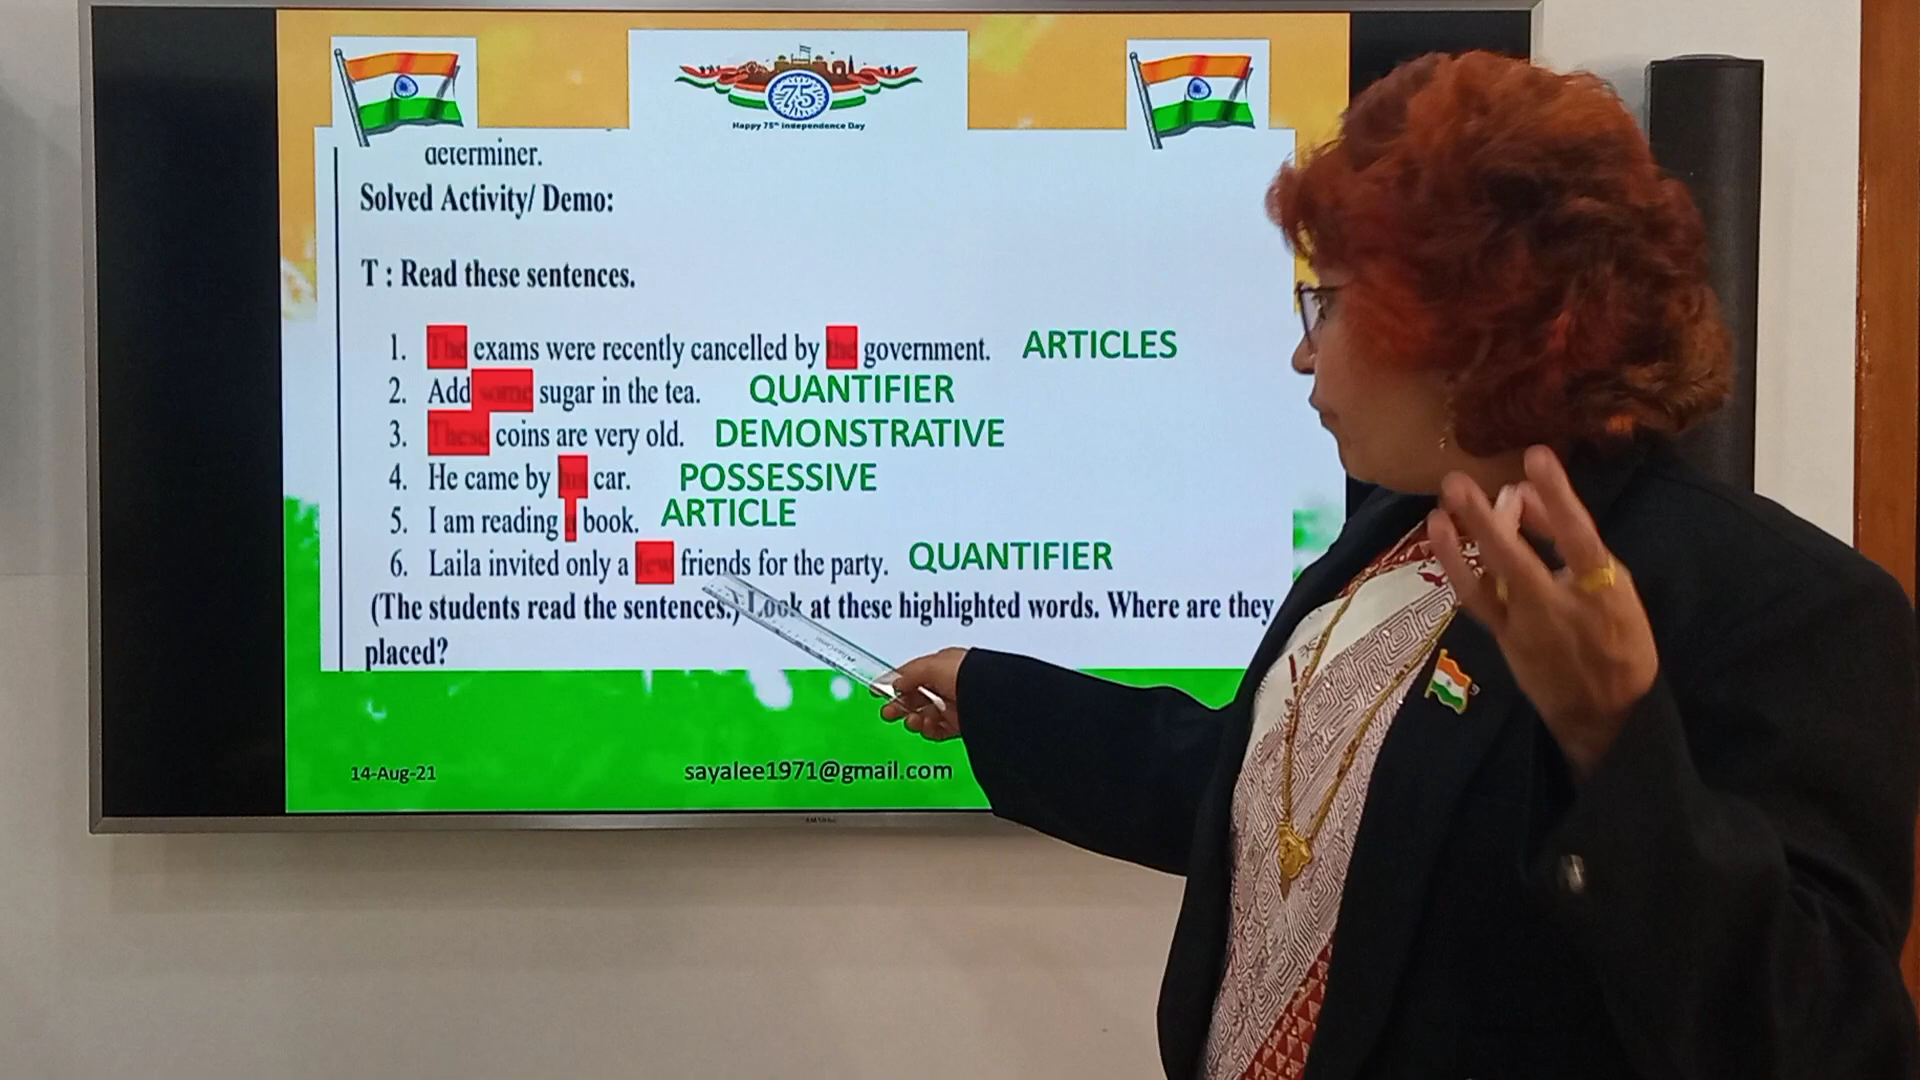 75
Happy 75th Independence Day
determiner.
Solved Activity/ Demo:
T : Read these sentences.
1. The exams were recently cancelled by the government. ARTICLES
2. Add some sugar in the tea. QUANTIFIER
3. These coins are very old. DEMONSTRATIVE
4. He came by his car. POSSESSIVE
5. I am reading a book. ARTICLE
6. Laila invited only a few friends for the party. QUANTIFIER
(The students read the sentences.) Look at these highlighted words. Where are they
placed?
14-Aug-21
sayalee1971@gmail.com